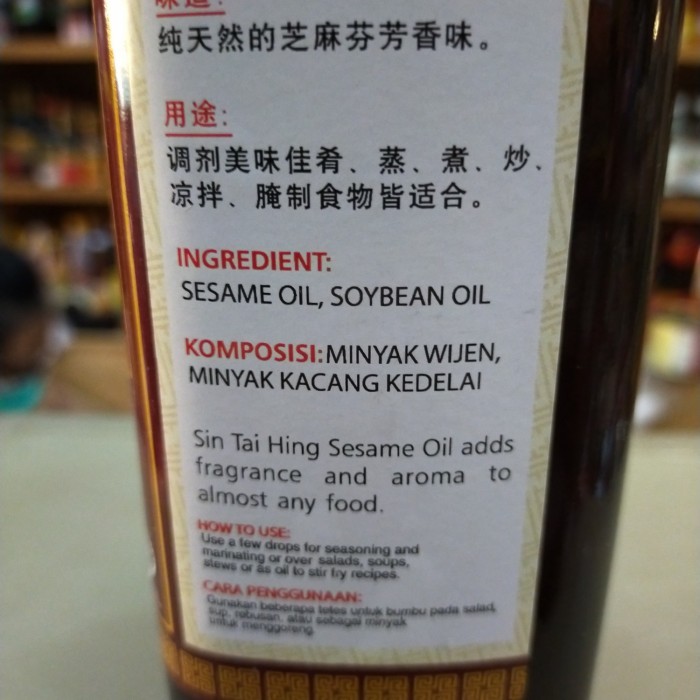 味道:
纯天然的芝麻芬芳香味。
用途:
调剂美味佳肴、蒸、煮、炒、
凉拌、腌制食物皆适合。
INGREDIENT:
SESAME OIL, SOYBEAN OIL
KOMPOSISI:MINYAK WIJEN,
MINYAK KACANG KEDELAI
Sin Tai Hing Sesame Oil adds
fragrance and aroma to
almost any food.
HOW TO USE:
Use a few drops for seasoning and
marinating or over salads, soups,
stews or as oil to stir fry recipes.
CARA PENGGUNAAN:
Gunakan beberapa tetes untuk bumbu pada salad,
sup, rebusan, atau sebagai minyak
untuk menggoreng.